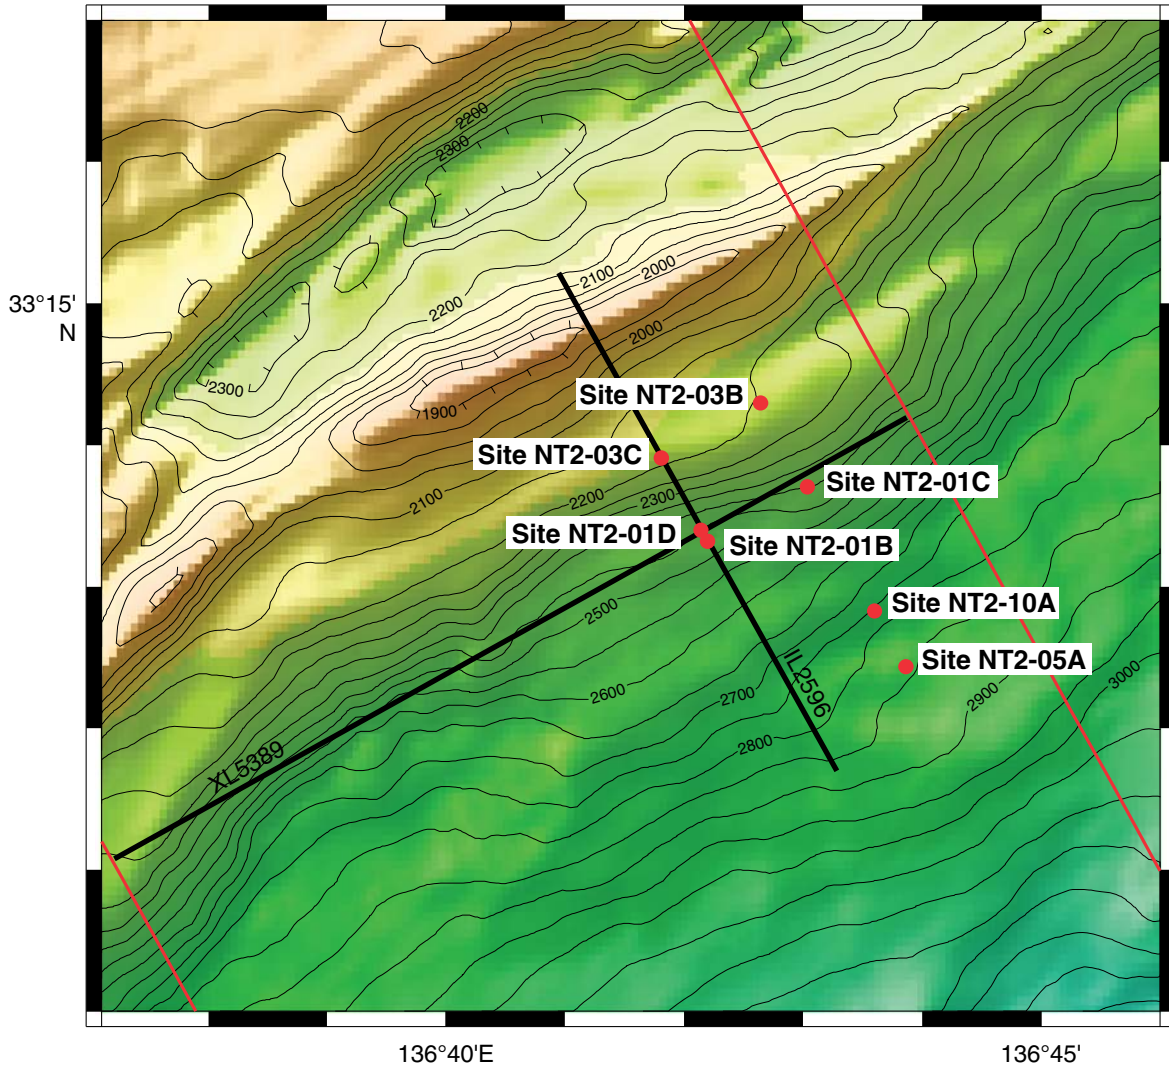 2200
2300
33°15'
N
2100
2000
2200
2000
2300
1900
Site NT2-03B
Site NT2-03C
2100
2200
2300
Site NT2-01C
Site NT2-01D
Site NT2-01B
2500
Site NT2-10A
Site NT2-05A
IL2596
2600
2700
2900
3000
2800
XL5389
136°40'E
136°45'